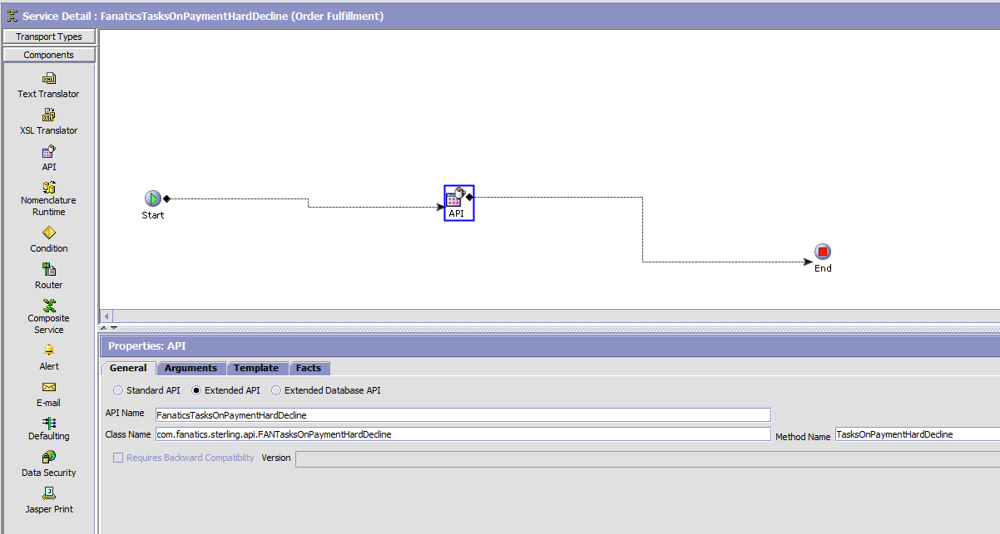 Service Detail : FanaticsTasksOnPaymentHardDecline (Order Fulfillment)
Transport Types
Components
Text Translator
XSL Translator
API
Nomenclature
Runtime
Condition
Router
Composite
Service
Alert
E-mail
Defaulting
Data Security
Jasper Print
Start
API
End
Properties: API
General Arguments Template Facts
Standard API Extended API Extended Database API
API Name FanaticsTasksOnPaymentHardDecline
Class Name com.fanatics.sterling.api.FANTasksOnPaymentHardDecline Method Name TasksOnPaymentHardDecline
Requires Backward Compatibilty Version